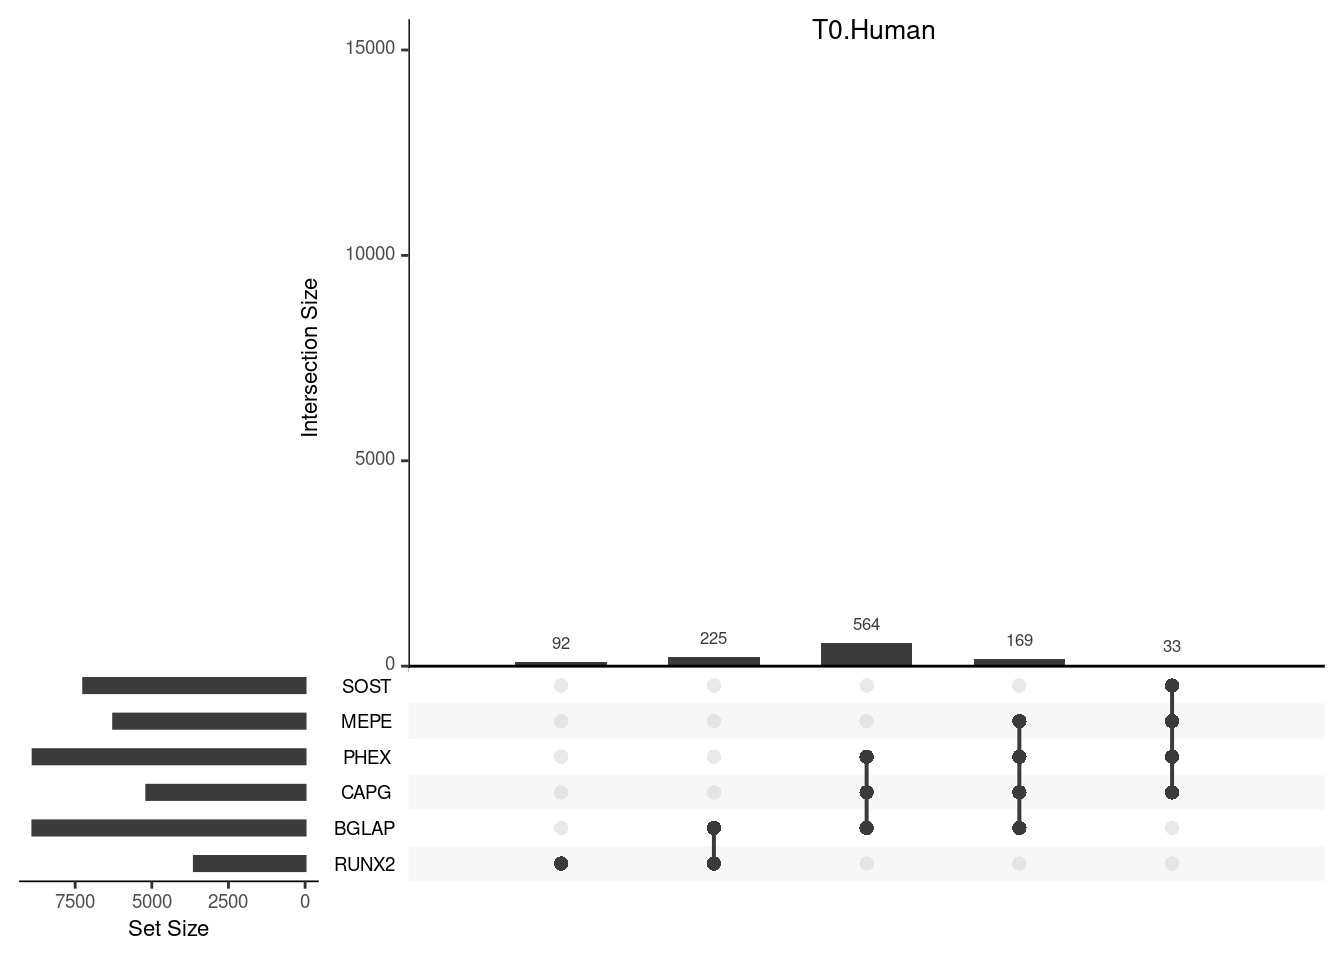 T0.Human
15000
10000
5000
0
Intersection Size
92
225
564
169
33
SOST
MEPE
PHEX
CAPG
BGLAP
RUNX2
7500 5000 2500 0
Set Size